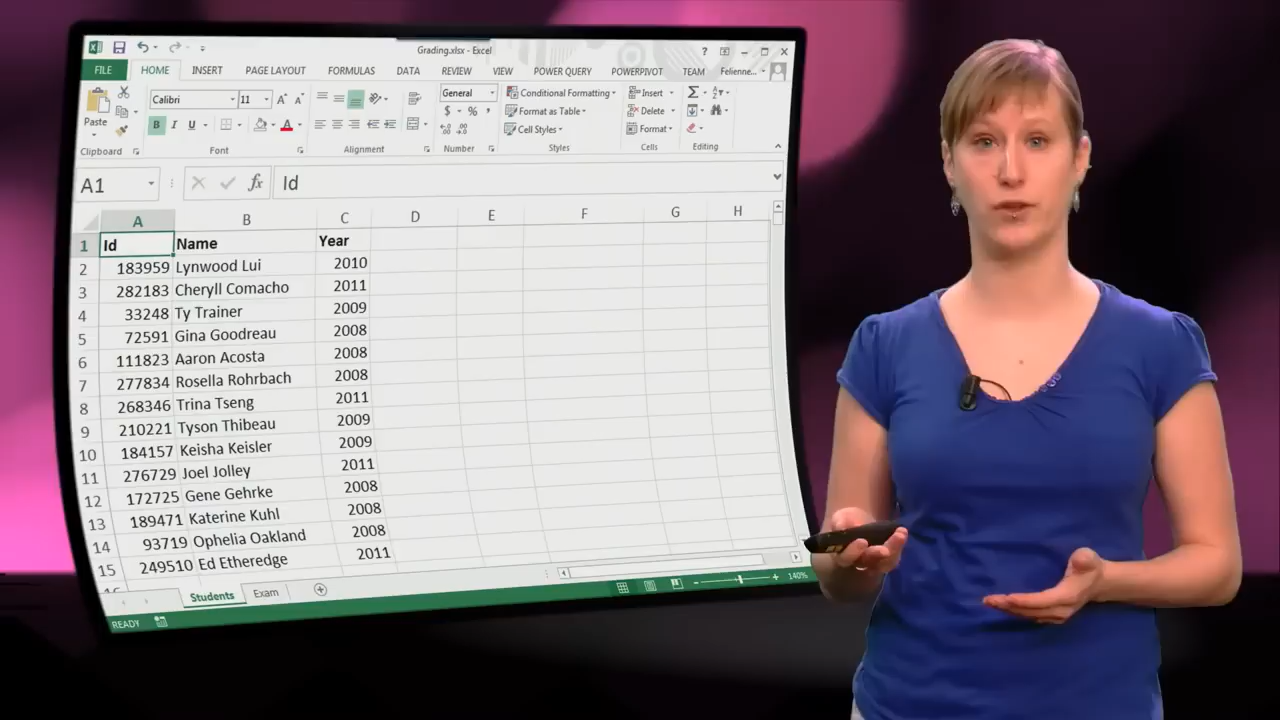 Grading.xlsx - Excel
FILE HOME INSERT PAGE LAYOUT FORMULAS DATA REVIEW VIEW POWER QUERY POWERPIVOT TEAM Felienne...
Calibri 11 General Conditional Formatting Insert
Paste $ % , Format as Table Delete
B I U Cell Styles Format
Clipboard Font Alignment Number Styles Cells Editing
A1 fx Id
A B C D E F G H
1 Id Name Year
2 183959 Lynwood Lui 2010
3 282183 Cheryll Comacho 2011
4 33248 Ty Trainer 2009
5 72591 Gina Goodreau 2008
6 111823 Aaron Acosta 2008
7 277834 Rosella Rohrbach 2008
8 268346 Trina Tseng 2011
9 210221 Tyson Thibeau 2009
10 184157 Keisha Keisler 2009
11 276729 Joel Jolley 2011
12 172725 Gene Gehrke 2008
13 189471 Katerine Kuhl 2008
14 93719 Ophelia Oakland 2008
15 249510 Ed Etheredge 2011
Students Exam
READY 140%